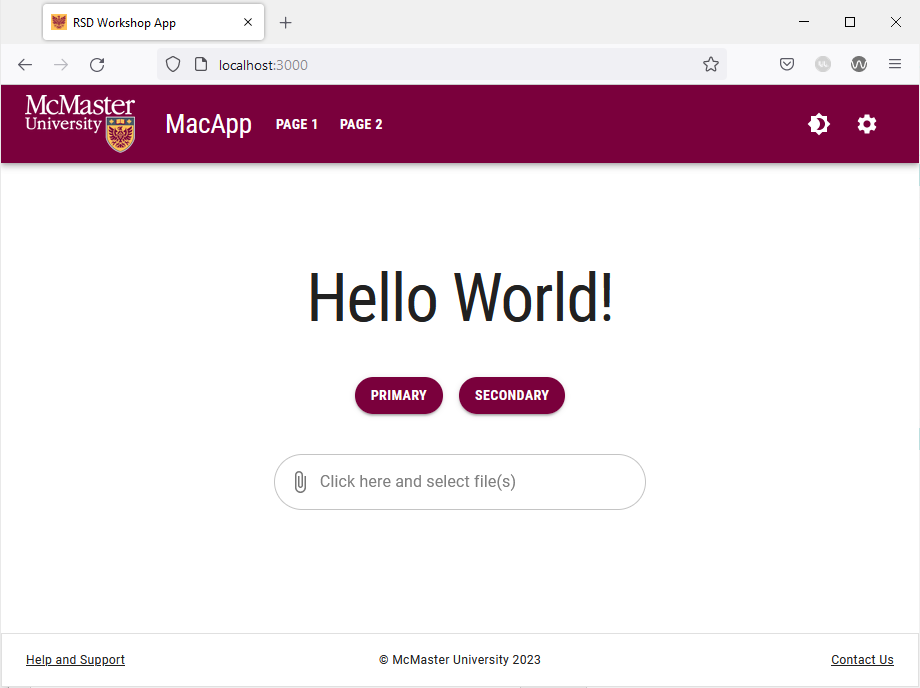 RSD Workshop App
localhost:3000
McMaster
University
MacApp PAGE 1 PAGE 2
Hello World!
PRIMARY SECONDARY
Click here and select file(s)
Help and Support © McMaster University 2023 Contact Us